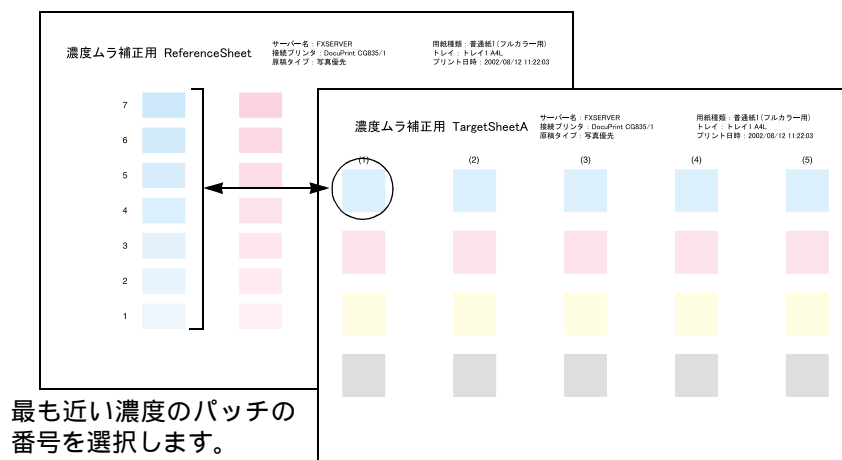 濃度ムラ補正用 ReferenceSheet
サーバー名：FXSERVER
接続プリンタ：DocuPrint CG835/1
原稿タイプ：写真優先
用紙種類：普通紙1(フルカラー用)
トレイ：トレイ1 A4L
プリント日時：2002/08/12 11:22:03
7
6
5
4
3
2
1
濃度ムラ補正用 TargetSheetA
サーバー名：FXSERVER
接続プリンタ：DocuPrint CG835/1
原稿タイプ：写真優先
用紙種類：普通紙1(フルカラー用)
トレイ：トレイ1 A4L
プリント日時：2002/08/12 11:22:03
(1) (2) (3) (4) (5)
最も近い濃度のパッチの
番号を選択します。